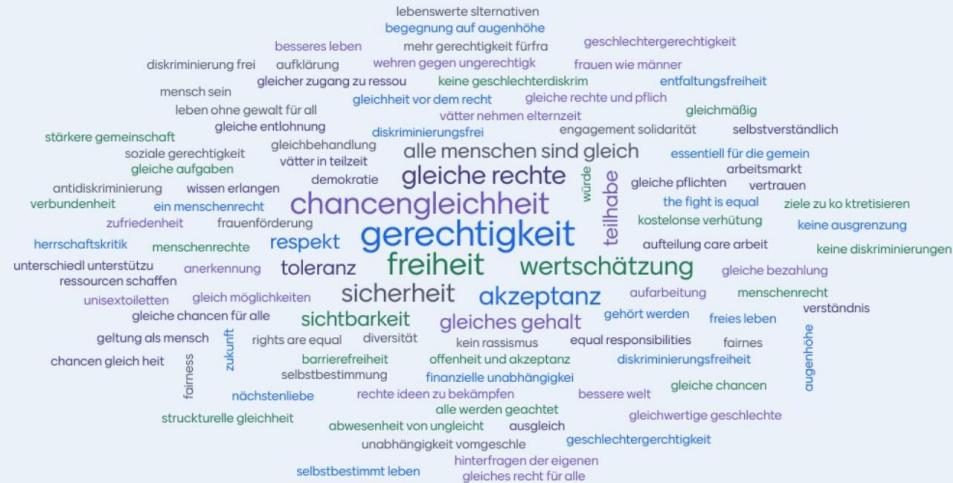 lebenswerte slternativen
begegnung auf augenhöhe
besseres leben
mehr gerechtigkeit fürfra
geschlechtergerechtigkeit
diskriminierung frei
aufklärung
wehren gegen ungerechtigk
frauen wie männer
gleicher zugang zu ressou
keine geschlechterdiskrim
entfaltungsfreiheit
mensch sein
gleichheit vor dem recht
gleiche rechte und pflich
leben ohne gewalt für all
vätter nehmen elternzeit
gleichmäßig
gleiche entlohnung
diskriminierungsfrei
engagement solidarität
selbstverständlich
stärkere gemeinschaft
gleichbehandlung
soziale gerechtigkeit
alle menschen sind gleich
essentiell für die gemein
vätter in teilzeit
gleiche aufgaben
arbeitsmarkt
demokratie
gleiche rechte
würde
teilhabe
gleiche pflichten
vertrauen
antidiskriminierung
wissen erlangen
verbundenheit
ein menschenrecht
chancengleichheit
the fight is equal
ziele zu ko ktretisieren
zufriedenheit
frauenförderung
gerechtigkeit
kostelonse verhütung
keine ausgrenzung
herrschaftskritik
menschenrechte
respekt
aufteilung care arbeit
keine diskriminierungen
unterschiedl unterstützu
anerkennung
toleranz
freiheit
wertschätzung
gleiche bezahlung
ressourcen schaffen
unisextoiletten
gleich möglichkeiten
sicherheit
akzeptanz
aufarbeitung
menschenrecht
gleiche chancen für alle
sichtbarkeit
gleiches gehalt
gehört werden
freies leben
verständnis
geltung als mensch
zukunft
rights are equal
diversität
kein rassismus
equal responsibilities
fairnes
augenhöhe
chancen gleich heit
fairness
barrierefreiheit
offenheit und akzeptanz
diskriminierungsfreiheit
selbstbestimmung
finanzielle unabhängigkei
gleiche chancen
nächstenliebe
rechte ideen zu bekämpfen
bessere welt
alle werden geachtet
struckturelle gleichheit
gleichwertige geschlechte
abwesenheit von ungleicht
ausgleich
unabhängigkeit vomgeschle
geschlechtergerchtigkeit
hinterfragen der eigenen
selbstbestimmt leben
gleiches recht für alle